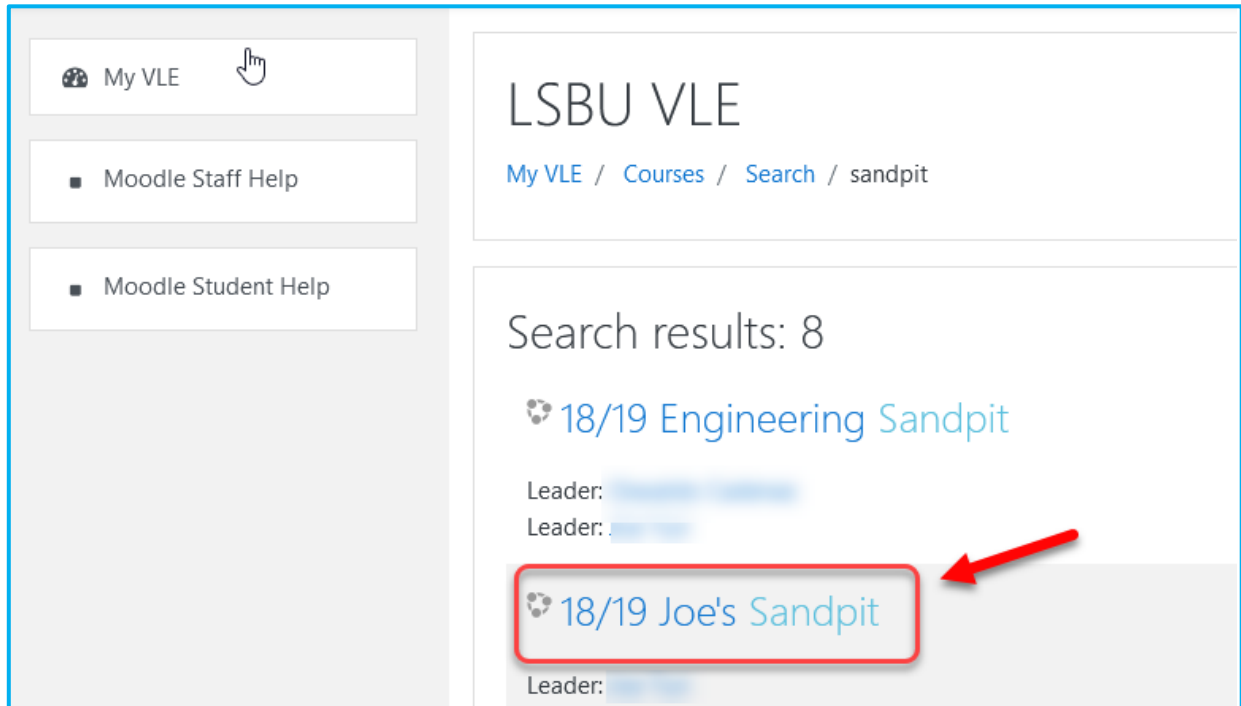 My VLE
Moodle Staff Help
Moodle Student Help
LSBU VLE
My VLE / Courses / Search / sandpit
Search results: 8
18/19 Engineering Sandpit
Leader:
Leader:
18/19 Joe's Sandpit
Leader: